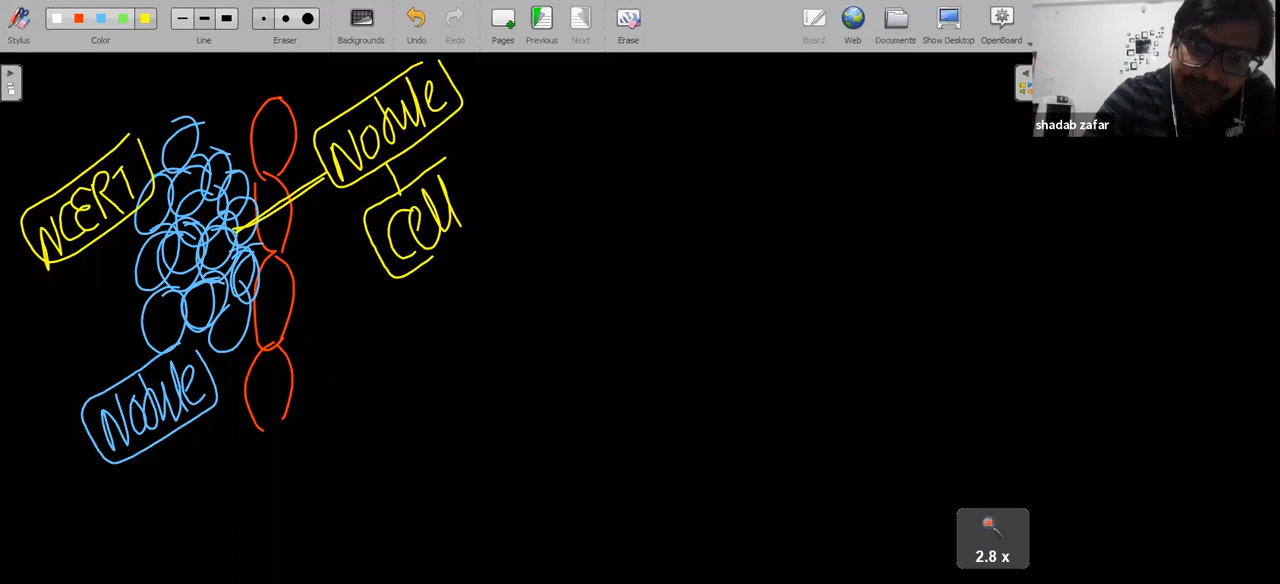 Stylus
Color
Line
Eraser
Backgrounds
Undo
Redo
Pages
Previous
Next
Erase
Board
Web
Documents
Show Desktop
OpenBoard
shadab zafar
Nodule
NCERT
Cell
Nodule
2.8 x